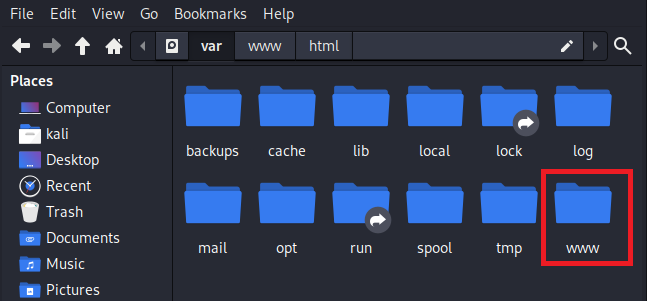 File Edit View Go Bookmarks Help
var www html
Places
Computer
kali
Desktop
Recent
Trash
Documents
Music
Pictures
backups cache lib local lock log
mail opt run spool tmp www